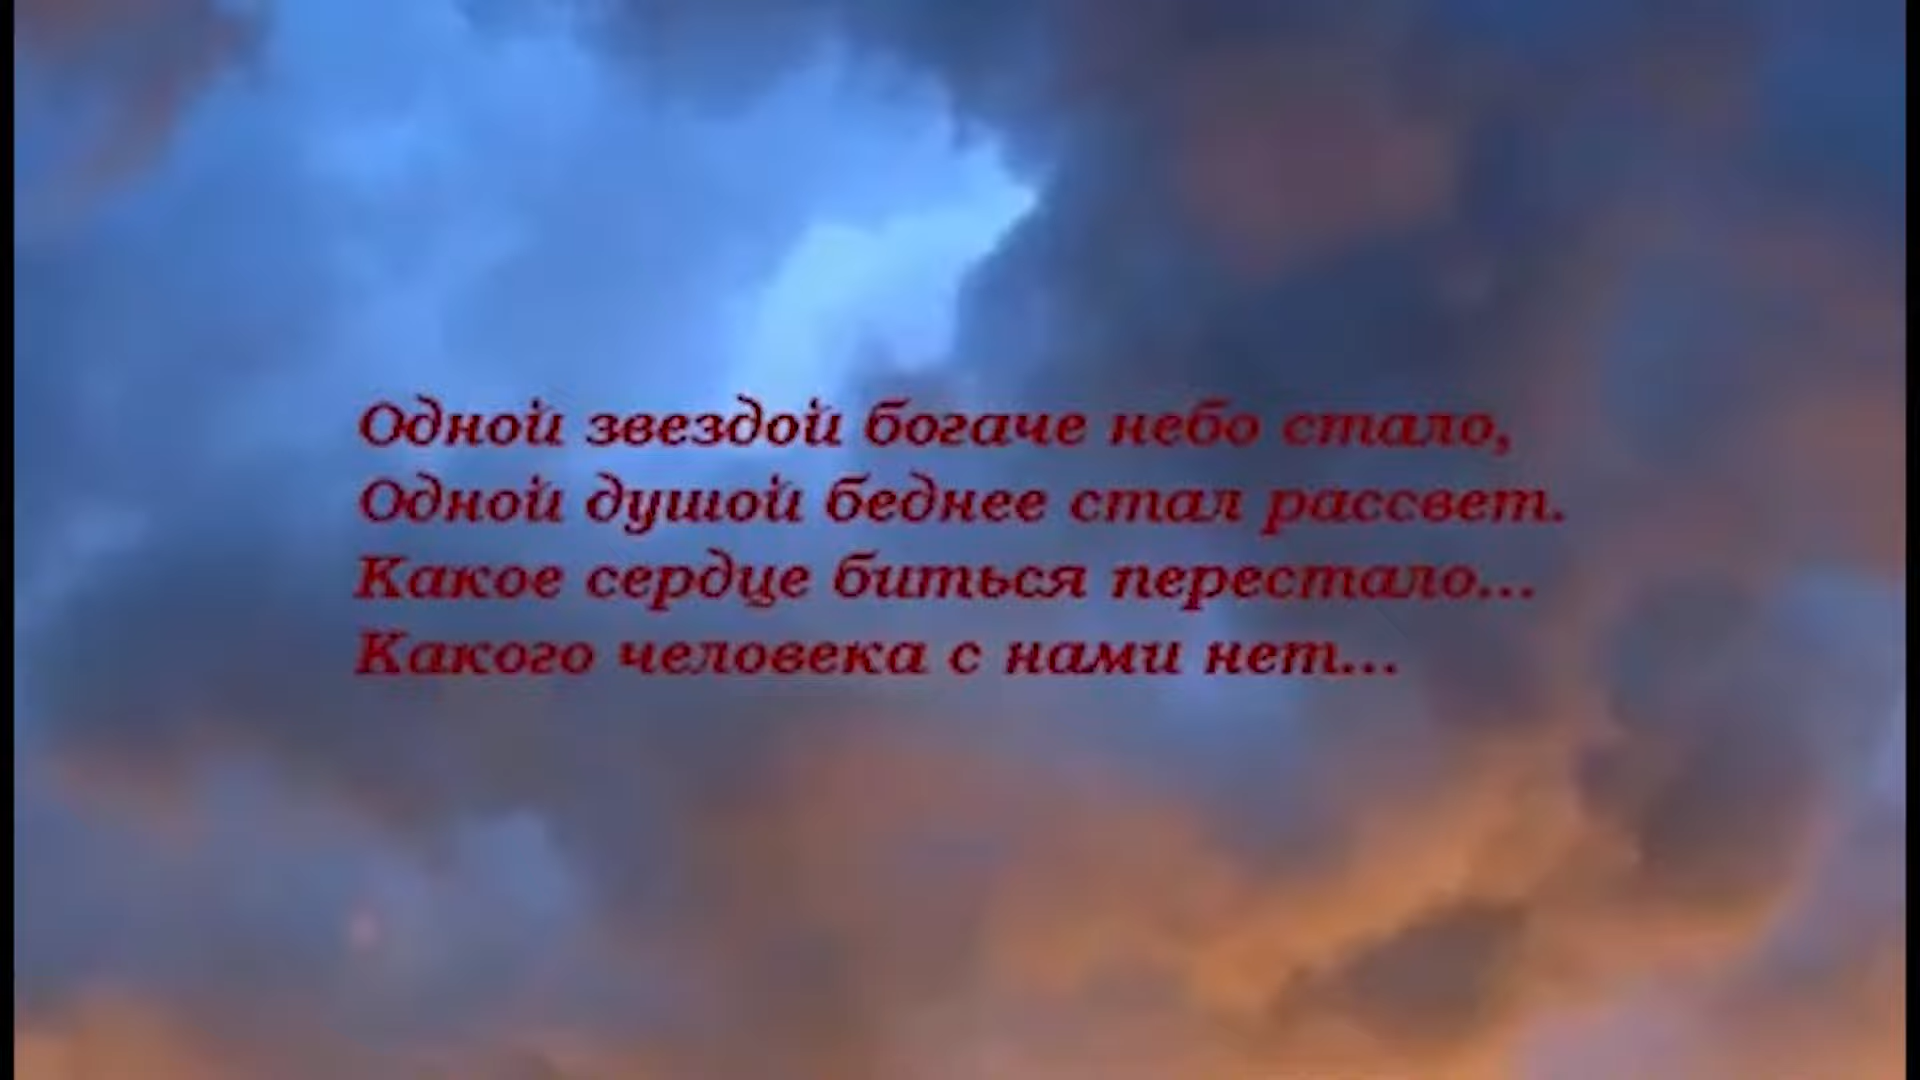 Одной звездой богаче небо стало,
Одной душой беднее стал рассвет.
Какое сердце биться перестало...
Какого человека с нами нет...